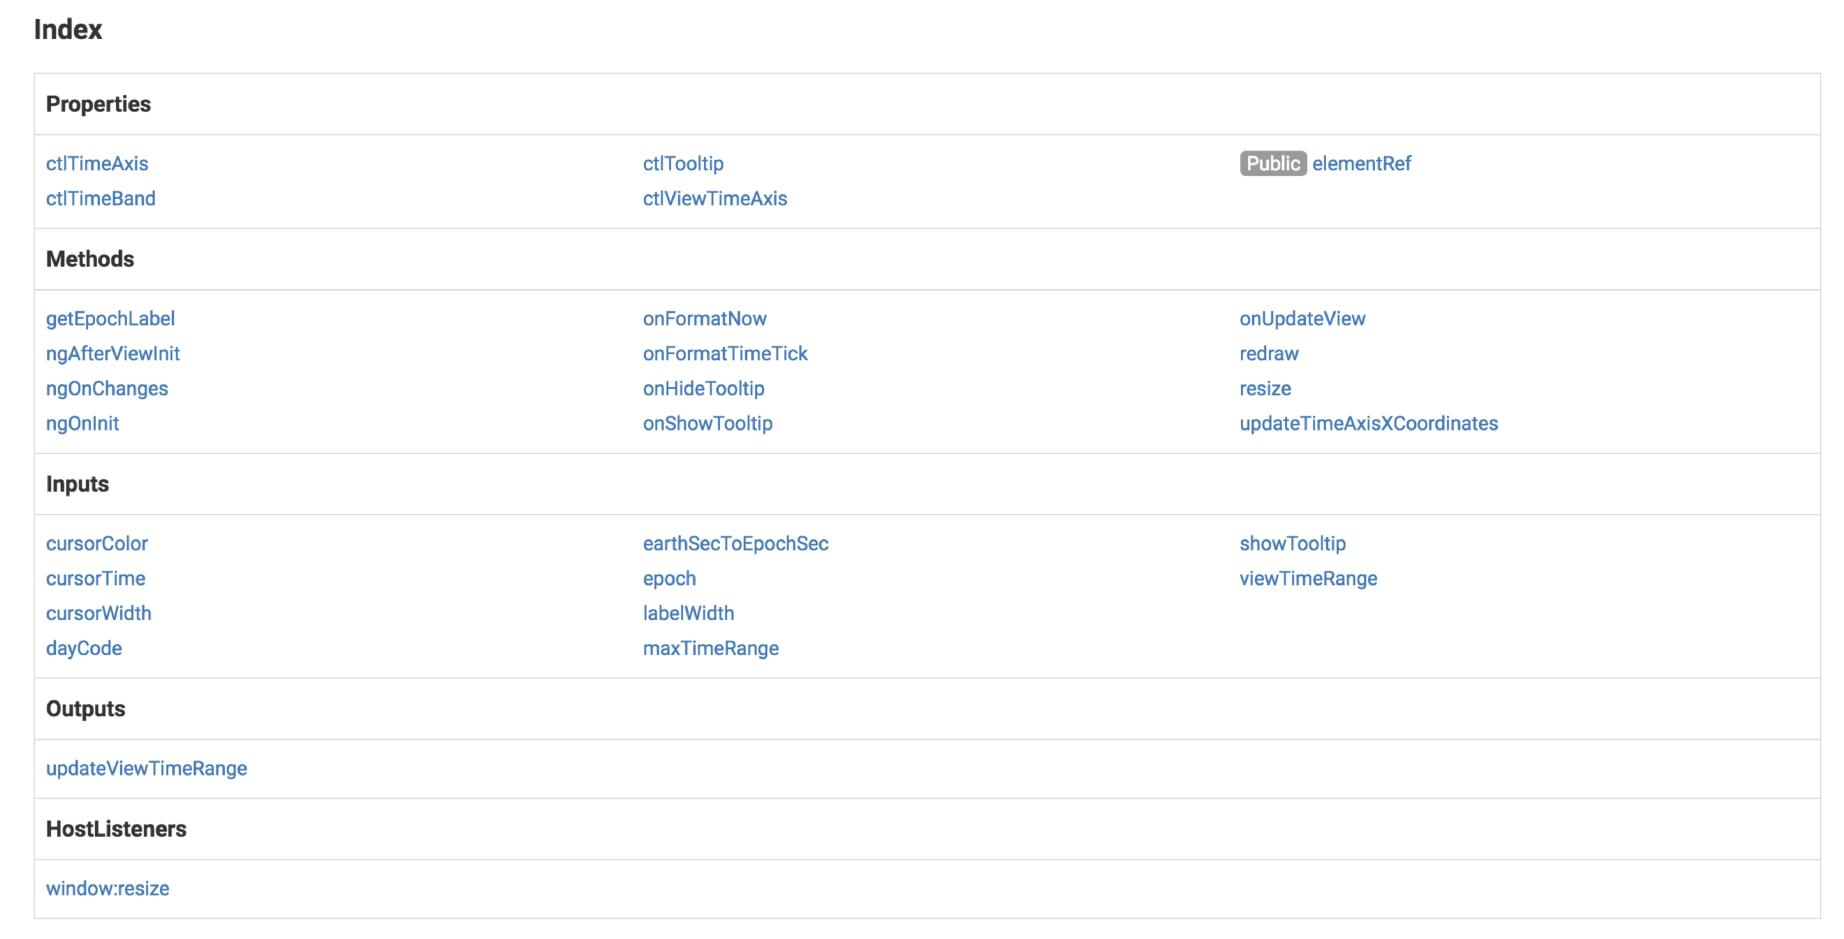 Index
Properties
ctlTimeAxis ctlTooltip Public elementRef
ctlTimeBand ctlViewTimeAxis
Methods
getEpochLabel onFormatNow onUpdateView
ngAfterViewInit onFormatTimeTick redraw
ngOnChanges onHideTooltip resize
ngOnInit onShowTooltip updateTimeAxisXCoordinates
Inputs
cursorColor earthSecToEpochSec showTooltip
cursorTime epoch viewTimeRange
cursorWidth labelWidth
dayCode maxTimeRange
Outputs
updateViewTimeRange
HostListeners
window:resize